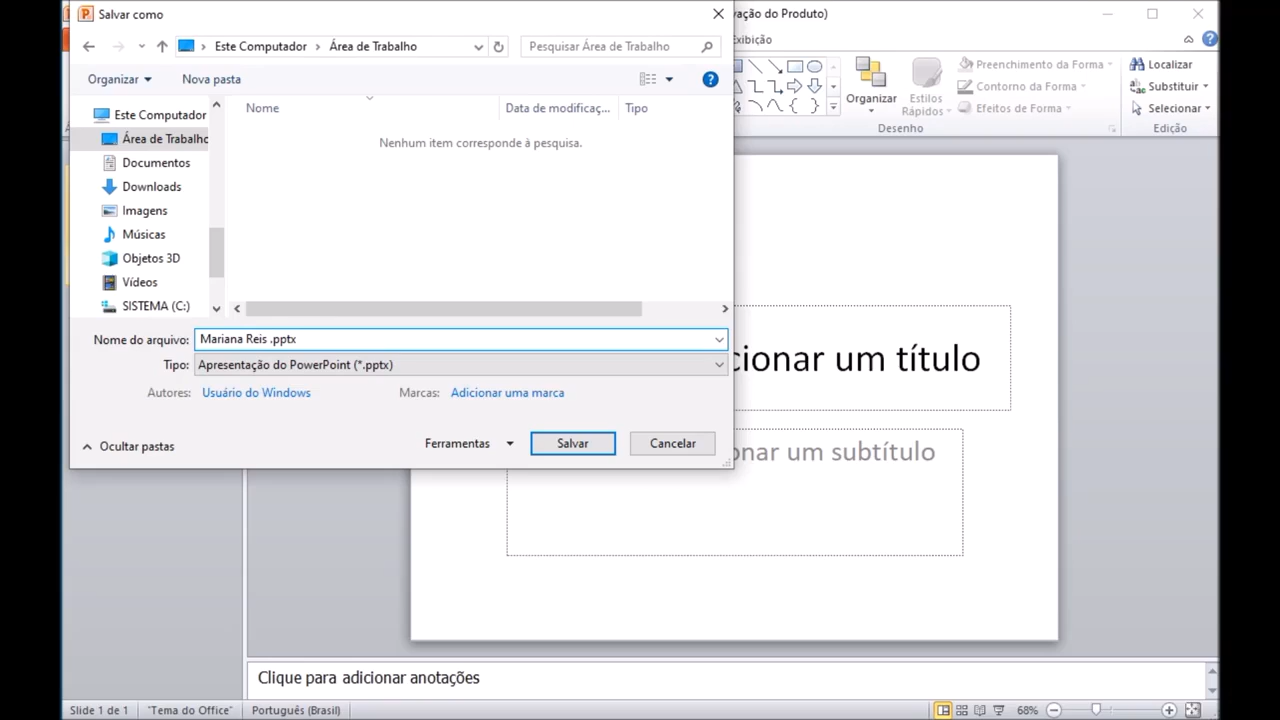 Salvar como
vação do Produto)
Este Computador
Área de Trabalho
Pesquisar Área de Trabalho
xibição
Organizar
Nova pasta
Preenchimento da Forma
Contorno da Forma
Efeitos de Forma
Organizar
Estilos
Rápidos
Desenho
Localizar
Substituir
Selecionar
Edição
Este Computador
Área de Trabalho
Documentos
Downloads
Imagens
Músicas
Objetos 3D
Vídeos
SISTEMA (C:)
Nome
Data de modificaç...
Tipo
Nenhum item corresponde à pesquisa.
Nome do arquivo: Mariana Reis .pptx
Tipo: Apresentação do PowerPoint (*.pptx)
Autores: Usuário do Windows
Marcas: Adicionar uma marca
Ocultar pastas
Ferramentas
Salvar
Cancelar
cionar um título
onar um subtítulo
Clique para adicionar anotações
Slide 1 de 1
"Tema do Office"
Português (Brasil)
68%